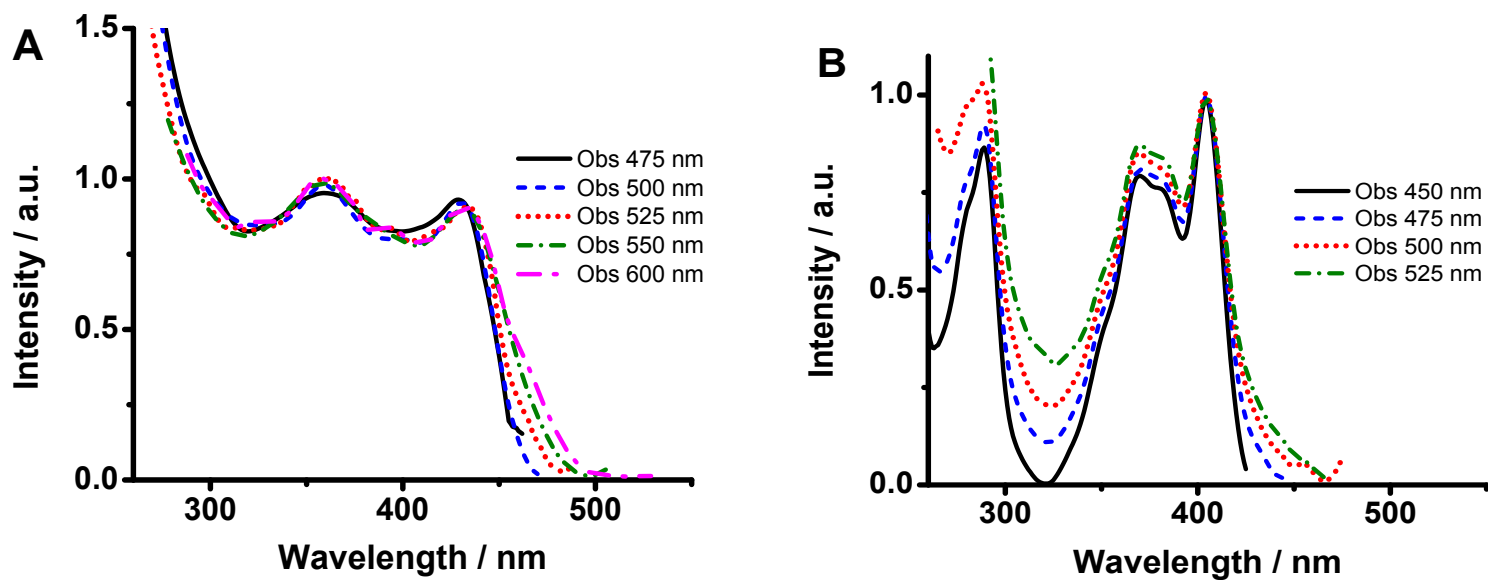 A
Intensity / a.u.
1.5
1.0
0.5
0.0
Obs 475 nm
Obs 500 nm
Obs 525 nm
Obs 550 nm
Obs 600 nm
300 400 500
Wavelength / nm
B
Intensity / a.u.
1.0
0.5
0.0
Obs 450 nm
Obs 475 nm
Obs 500 nm
Obs 525 nm
300 400 500
Wavelength / nm